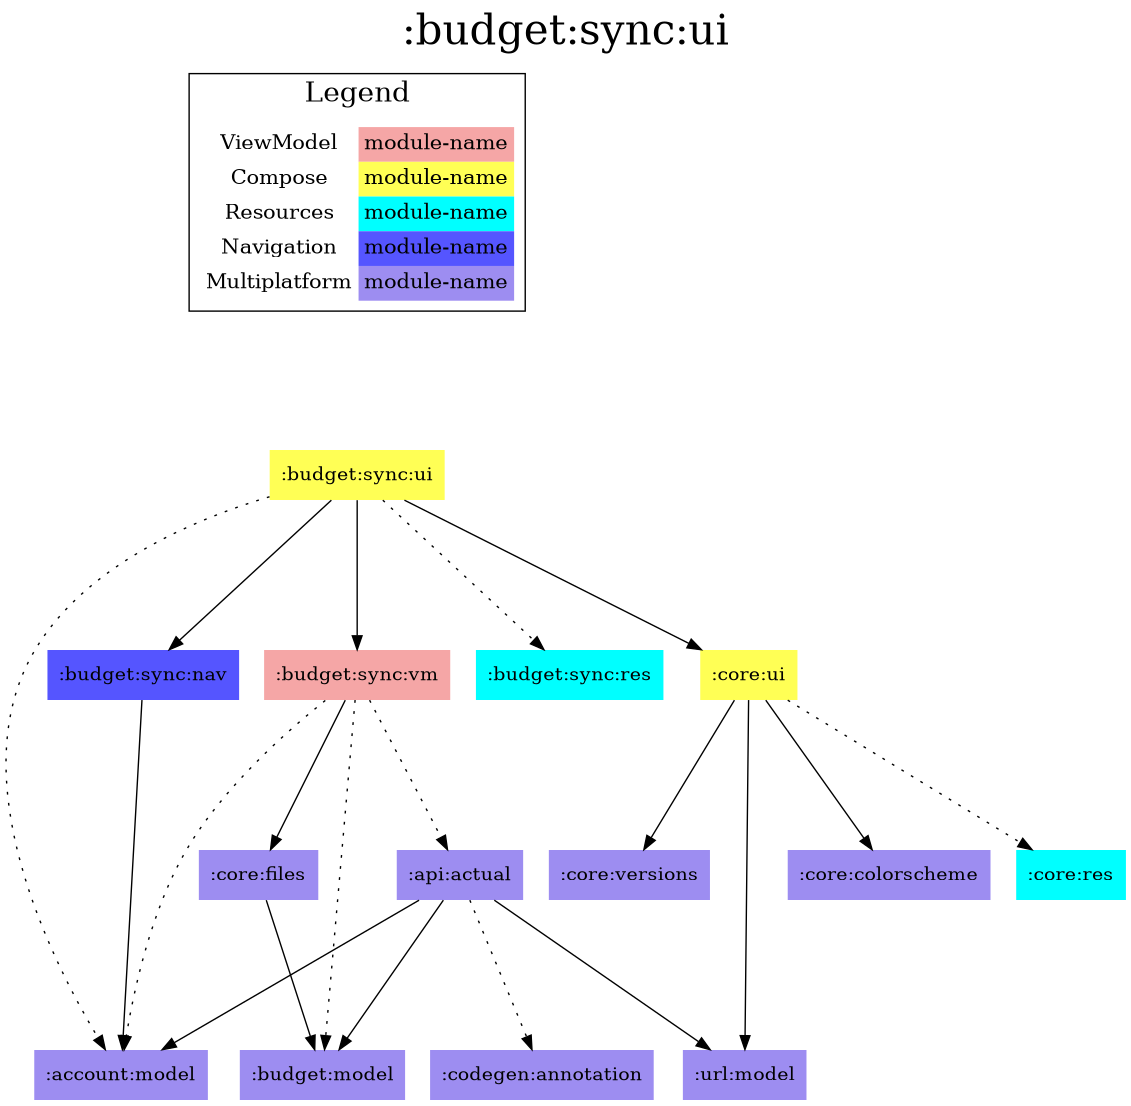 :budget:sync:ui
Legend
ViewModel module-name
Compose module-name
Resources module-name
Navigation module-name
Multiplatform module-name
:budget:sync:ui
:budget:sync:nav :budget:sync:vm :budget:sync:res :core:ui
:core:files :api:actual :core:versions :core:colorscheme :core:res
:account:model :budget:model :codegen:annotation :url:model